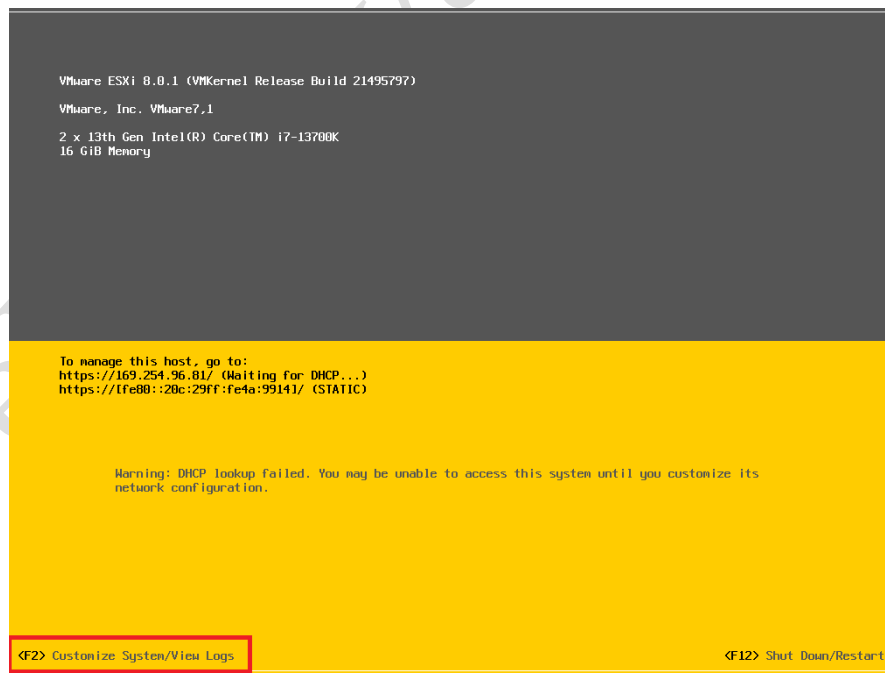 VMware ESXi 8.0.1 (VMKernel Release Build 21495797)
VMware, Inc. VMware7,1
2 x 13th Gen Intel(R) Core(TM) i7-13700K
16 GiB Memory
To manage this host, go to:
https://169.254.96.81/ (Waiting for DHCP...)
https://[fe80::20c:29ff:fe4a:9914]/ (STATIC)
Warning: DHCP lookup failed. You may be unable to access this system until you customize its
network configuration.
<F2> Customize System/View Logs
<F12> Shut Down/Restart